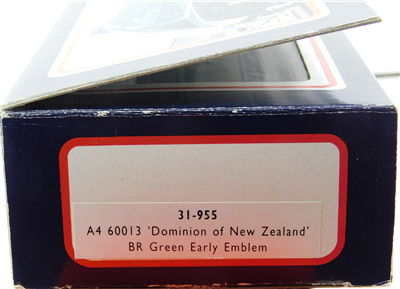 31-955
A4 60013 'Dominion of New Zealand'
BR Green Early Emblem